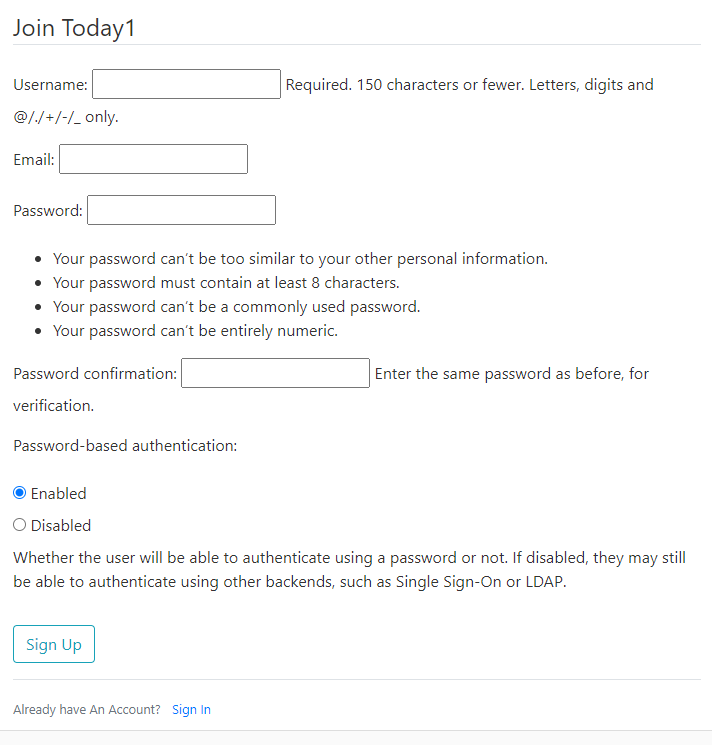 Join Today1
Username: Required. 150 characters or fewer. Letters, digits and
@/./+/-/_ only.
Email:
Password:
Your password can't be too similar to your other personal information.
Your password must contain at least 8 characters.
Your password can't be a commonly used password.
Your password can't be entirely numeric.
Password confirmation: Enter the same password as before, for
verification.
Password-based authentication:
Enabled
Disabled
Whether the user will be able to authenticate using a password or not. If disabled, they may still
be able to authenticate using other backends, such as Single Sign-On or LDAP.
Sign Up
Already have An Account? Sign In